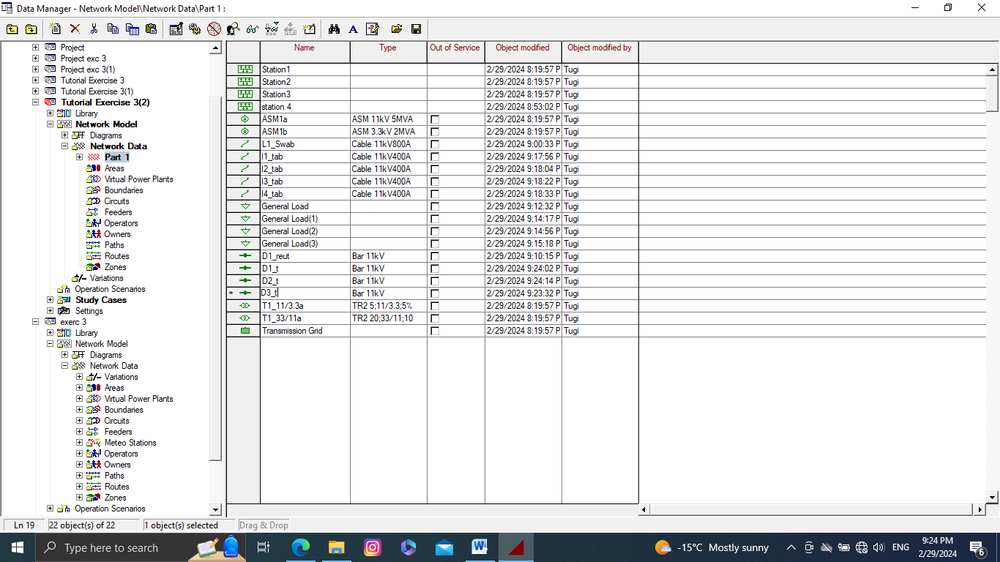 Data Manager - Network Model\Network Data\Part 1 :
Project
Project exc 3
Project exc 3(1)
Tutorial Exercise 3
Tutorial Exercise 3(1)
Tutorial Exercise 3(2)
Library
Network Model
Diagrams
Network Data
Part 1
Areas
Virtual Power Plants
Boundaries
Circuits
Feeders
Operators
Owners
Paths
Routes
Zones
Variations
Operation Scenarios
Study Cases
Settings
exerc 3
Library
Network Model
Diagrams
Network Data
Variations
Areas
Virtual Power Plants
Boundaries
Circuits
Feeders
Meteo Stations
Operators
Owners
Paths
Routes
Zones
Operation Scenarios
Name Type Out of Service Object modified Object modified by
Station1 2/29/2024 8:19:57 P Tugi
Station2 2/29/2024 8:19:57 P Tugi
Station3 2/29/2024 8:19:57 P Tugi
station 4 2/29/2024 8:53:02 P Tugi
ASM1a ASM 11kV 5MVA 2/29/2024 8:19:57 P Tugi
ASM1b ASM 3.3kV 2MVA 2/29/2024 8:19:57 P Tugi
L1_Swab Cable 11kV800A 2/29/2024 9:00:33 P Tugi
l1_tab Cable 11kV400A 2/29/2024 9:17:56 P Tugi
l2_tab Cable 11kV400A 2/29/2024 9:18:04 P Tugi
l3_tab Cable 11kV400A 2/29/2024 9:18:22 P Tugi
l4_tab Cable 11kV400A 2/29/2024 9:18:33 P Tugi
General Load 2/29/2024 9:12:32 P Tugi
General Load(1) 2/29/2024 9:14:17 P Tugi
General Load(2) 2/29/2024 9:14:56 P Tugi
General Load(3) 2/29/2024 9:15:18 P Tugi
D1_reut Bar 11kV 2/29/2024 9:10:15 P Tugi
D1_t Bar 11kV 2/29/2024 9:24:02 P Tugi
D2_t Bar 11kV 2/29/2024 9:24:14 P Tugi
* D3_t Bar 11kV 2/29/2024 9:23:32 P Tugi
T1_11/3.3a TR2 5;11/3.3;5% 2/29/2024 8:19:57 P Tugi
T1_33/11a TR2 20;33/11;10 2/29/2024 8:19:57 P Tugi
Transmission Grid 2/29/2024 8:19:57 P Tugi
Ln 19 22 object(s) of 22 1 object(s) selected Drag & Drop
Type here to search
-15°C Mostly sunny
ENG
9:24 PM
2/29/2024
6